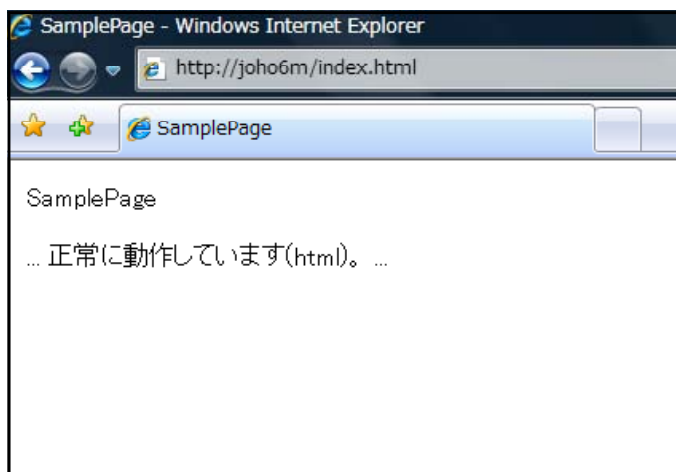 SamplePage - Windows Internet Explorer
http://joho6m/index.html
SamplePage
SamplePage
... 正常に動作しています(html)。 ...